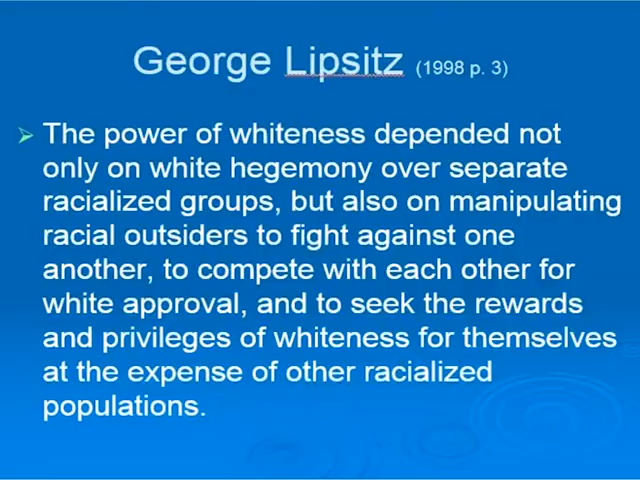 George Lipsitz (1998 p. 3)
The power of whiteness depended not
only on white hegemony over separate
racialized groups, but also on manipulating
racial outsiders to fight against one
another, to compete with each other for
white approval, and to seek the rewards
and privileges of whiteness for themselves
at the expense of other racialized
populations.